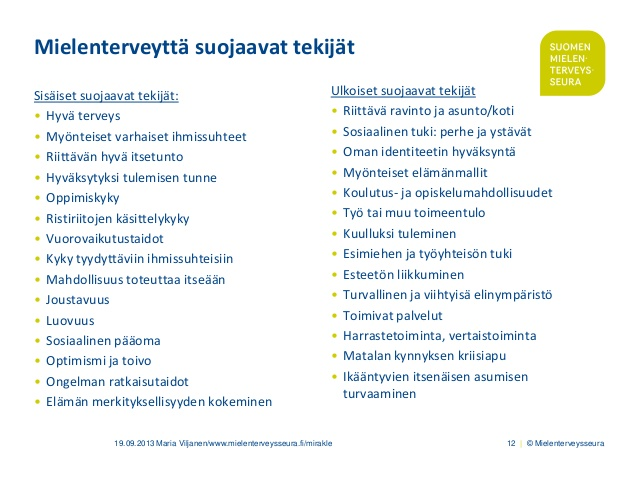 Mielenterveyttä suojaavat tekijät
SUOMEN
MIELEN-
TERVEYS-
SEURA
Sisäiset suojaavat tekijät:
• Hyvä terveys
• Myönteiset varhaiset ihmissuhteet
• Riittävän hyvä itsetunto
• Hyväksytyksi tulemisen tunne
• Oppimiskyky
• Ristiriitojen käsittelykyky
• Vuorovaikutustaidot
• Kyky tyydyttäviin ihmissuhteisiin
• Mahdollisuus toteuttaa itseään
• Joustavuus
• Luovuus
• Sosiaalinen pääoma
• Optimismi ja toivo
• Ongelman ratkaisutaidot
• Elämän merkityksellisyyden kokeminen
Ulkoiset suojaavat tekijät
• Riittävä ravinto ja asunto/koti
• Sosiaalinen tuki: perhe ja ystävät
• Oman identiteetin hyväksyntä
• Myönteiset elämänmallit
• Koulutus- ja opiskelumahdollisuudet
• Työ tai muu toimeentulo
• Kuulluksi tuleminen
• Esimiehen ja työyhteisön tuki
• Esteetön liikkuminen
• Turvallinen ja viihtyisä elinympäristö
• Toimivat palvelut
• Harrastetoiminta, vertaistoiminta
• Matalan kynnyksen kriisiapu
• Ikääntyvien itsenäisen asumisen
turvaaminen
19.09.2013 Maria Viljanen/www.mielenterveysseura.fi/mirakle
12 | © Mielenterveysseura